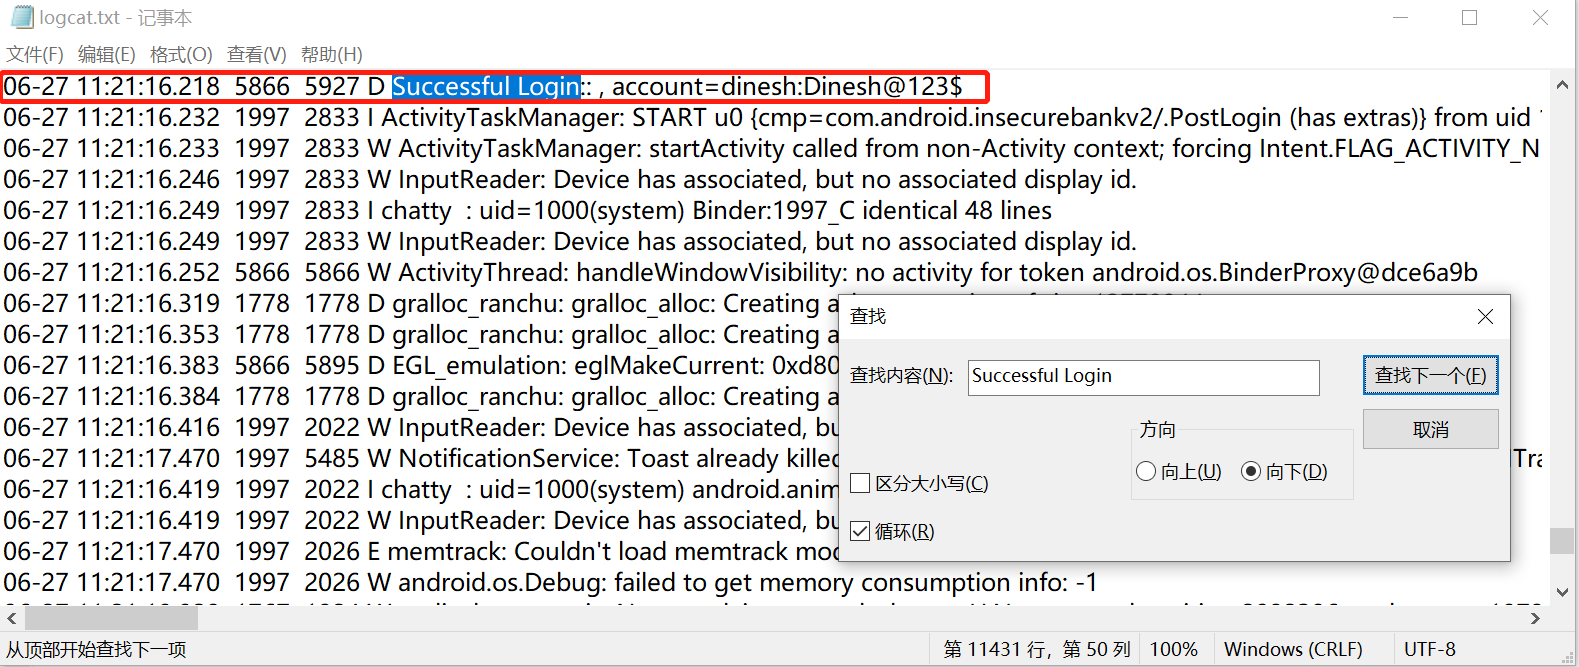 logcat.txt - 记事本
文件(F) 编辑(E) 格式(O) 查看(V) 帮助(H)
06-27 11:21:16.218 5866 5927 D Successful Login:: , account=dinesh:Dinesh@123$
06-27 11:21:16.232 1997 2833 I ActivityTaskManager: START u0 {cmp=com.android.insecurebankv2/.PostLogin (has extras)} from uid
06-27 11:21:16.233 1997 2833 W ActivityTaskManager: startActivity called from non-Activity context; forcing Intent.FLAG_ACTIVITY_N
06-27 11:21:16.246 1997 2833 W InputReader: Device has associated, but no associated display id.
06-27 11:21:16.249 1997 2833 I chatty : uid=1000(system) Binder:1997_C identical 48 lines
06-27 11:21:16.249 1997 2833 W InputReader: Device has associated, but no associated display id.
06-27 11:21:16.252 5866 5866 W ActivityThread: handleWindowVisibility: no activity for token android.os.BinderProxy@dce6a9b
06-27 11:21:16.319 1778 1778 D gralloc_ranchu: gralloc_alloc: Creating a
06-27 11:21:16.353 1778 1778 D gralloc_ranchu: gralloc_alloc: Creating a
06-27 11:21:16.383 5866 5895 D EGL_emulation: eglMakeCurrent: 0xd80
06-27 11:21:16.384 1778 1778 D gralloc_ranchu: gralloc_alloc: Creating a
06-27 11:21:16.416 1997 2022 W InputReader: Device has associated, bu
06-27 11:21:17.470 1997 5485 W NotificationService: Toast already killed
06-27 11:21:16.419 1997 2022 I chatty : uid=1000(system) android.anim
06-27 11:21:16.419 1997 2022 W InputReader: Device has associated, bu
06-27 11:21:17.470 1997 2026 E memtrack: Couldn't load memtrack mod
06-27 11:21:17.470 1997 2026 W android.os.Debug: failed to get memory consumption info: -1
查找
查找内容(N): Successful Login 查找下一个(F)
取消
方向
向上(U) 向下(D)
区分大小写(C)
循环(R)
从顶部开始查找下一项 第 11431 行，第 50 列 100% Windows (CRLF) UTF-8